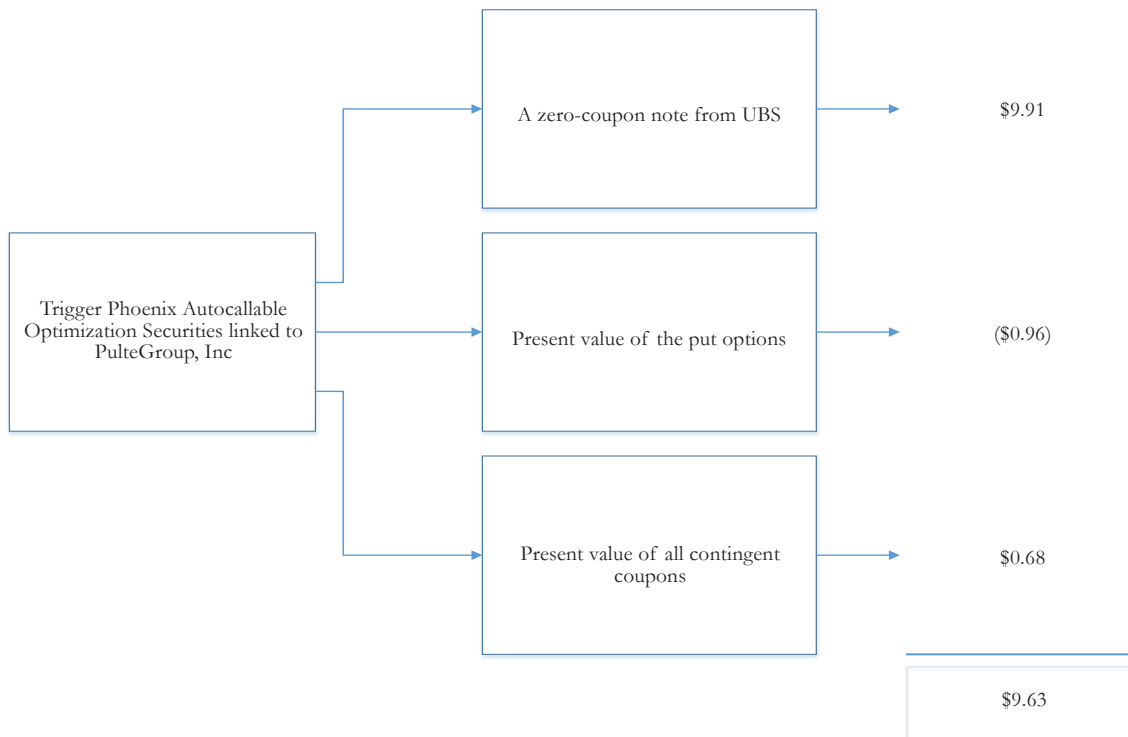 A zero-coupon note from UBS
$9.91
Trigger Phoenix Autocallable
Optimization Securities linked to
PulteGroup, Inc
Present value of the put options
($0.96)
Present value of all contingent
coupons
$0.68
$9.63